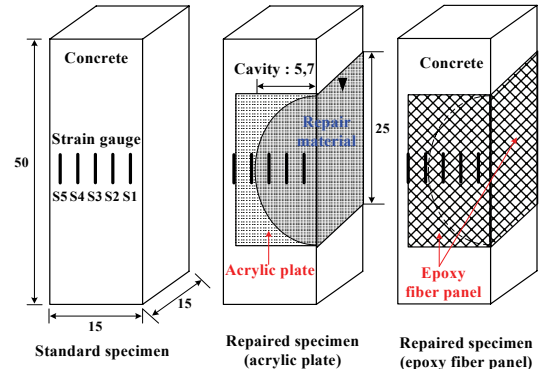 Concrete
Strain gauge
S5 S4 S3 S2 S1
50
15
15
Standard specimen
Cavity : 5,7
Repair
material
25
Acrylic plate
Repaired specimen
(acrylic plate)
Concrete
Epoxy
fiber panel
Repaired specimen
(epoxy fiber panel)